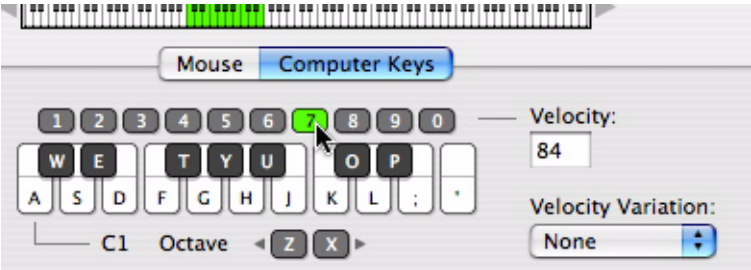 Mouse Computer Keys
1 2 3 4 5 6 7 8 9 0 Velocity:
84
W E T Y U O P
A S D F G H J K L ; '
Velocity Variation:
C1 Octave Z X None